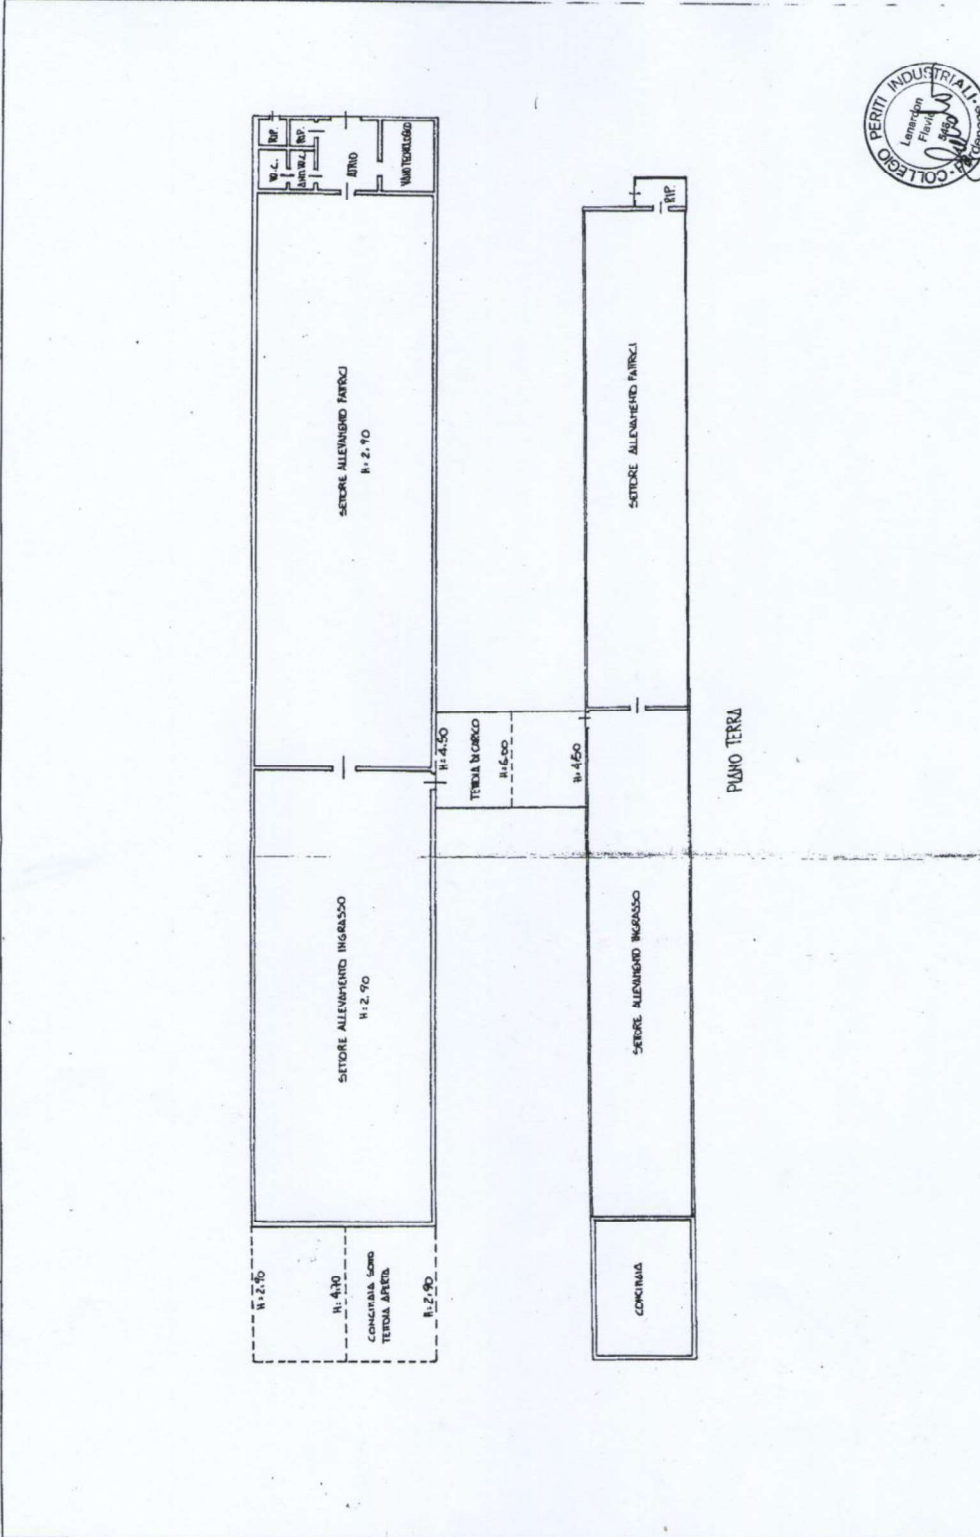 RIP.
W.C.
RIP.
ANTI W.C.
ATRIO
VANO TECNOLOGICO
SETTORE ALLEVAMENTO FATTRICI
H=2,90
SETTORE ALLEVAMENTO INGRASSO
H=2,90
H=2,90
H=4,70
CONCIMAIA SOTTO
TETTOIA APERTA
H=2,90
H=4,50
TETTOIA DI CARICO
H=6,00
H=4,50
RIP.
SETTORE ALLEVAMENTO FATTRICI
SETTORE ALLEVAMENTO INGRASSO
CONCIMAIA
PIANO TERRA
COLLEGIO PERITI INDUSTRIALI
Lanardon
Flavio